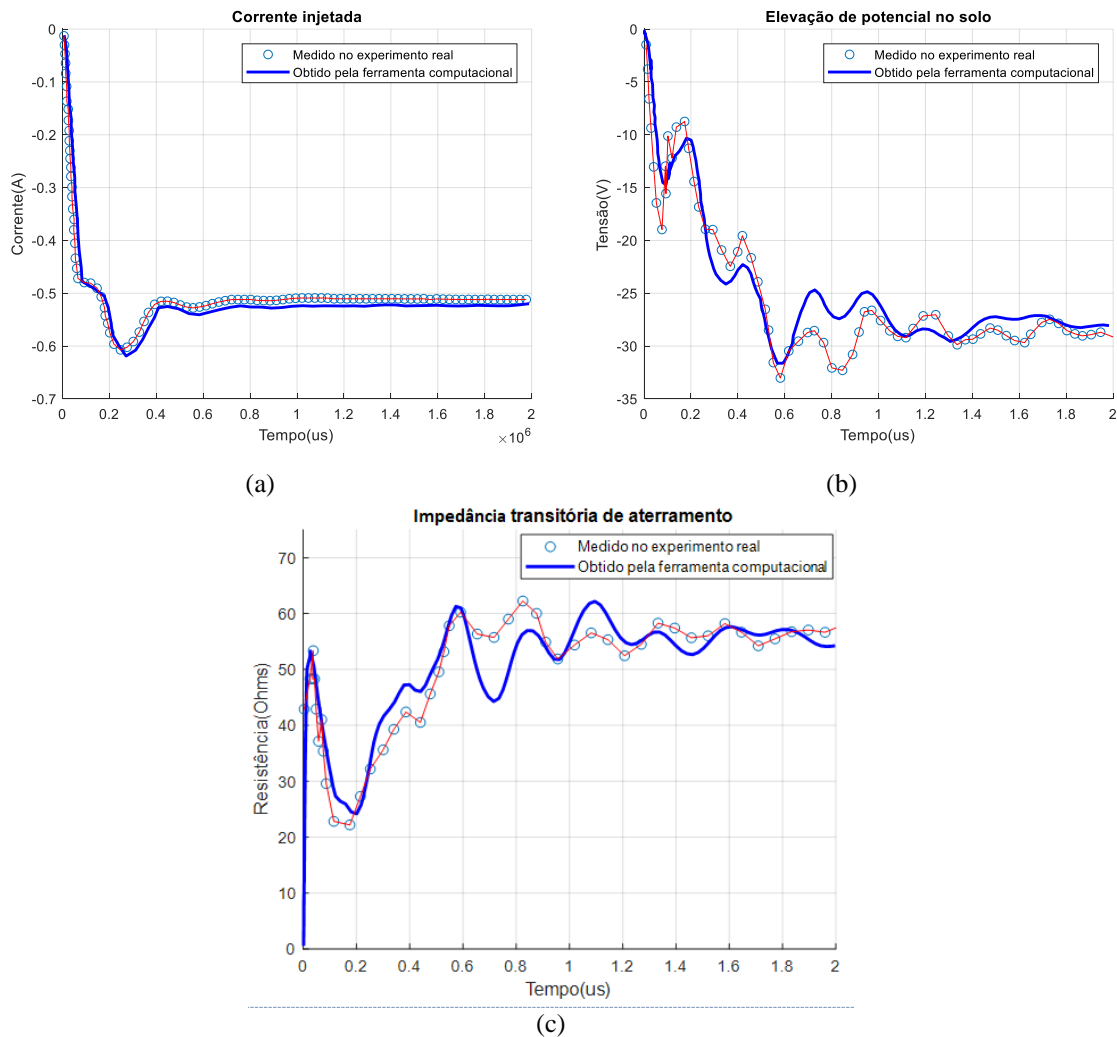 Corrente injetada
Medido no experimento real
Obtido pela ferramenta computacional
Corrente(A)
0
-0.1
-0.2
-0.3
-0.4
-0.5
-0.6
-0.7
0 0.2 0.4 0.6 0.8 1 1.2 1.4 1.6 1.8 2
Tempo(us)
×10^6
(a)
Elevação de potencial no solo
Medido no experimento real
Obtido pela ferramenta computacional
Tensão(V)
0
-5
-10
-15
-20
-25
-30
-35
0 0.2 0.4 0.6 0.8 1 1.2 1.4 1.6 1.8 2
Tempo(us)
(b)
Impedância transitória de aterramento
Medido no experimento real
Obtido pela ferramenta computacional
Resistência(Ohms)
70
60
50
40
30
20
10
0
0 0.2 0.4 0.6 0.8 1 1.2 1.4 1.6 1.8 2
Tempo(us)
(c)